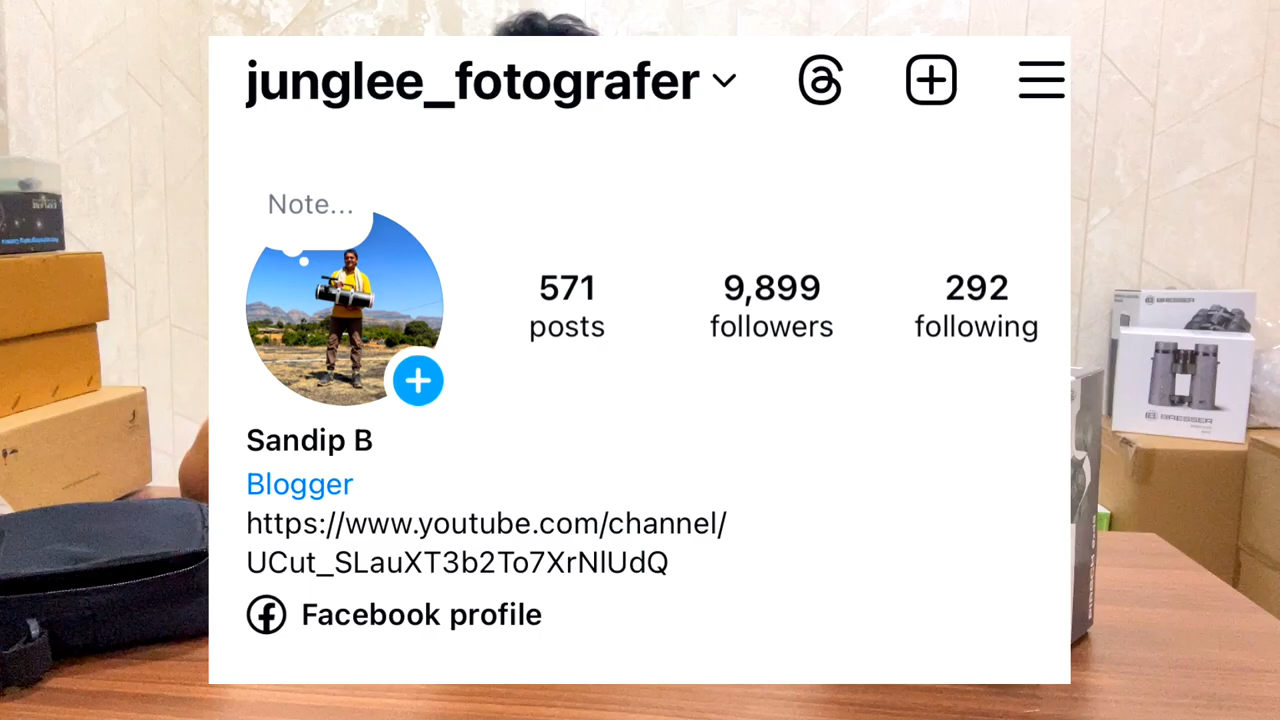 junglee_fotografer
Note...
571
posts
9,899
followers
292
following
Sandip B
Blogger
https://www.youtube.com/channel/
UCut_SLauXT3b2To7XrNlUdQ
Facebook profile
BRESSER
BRESSER